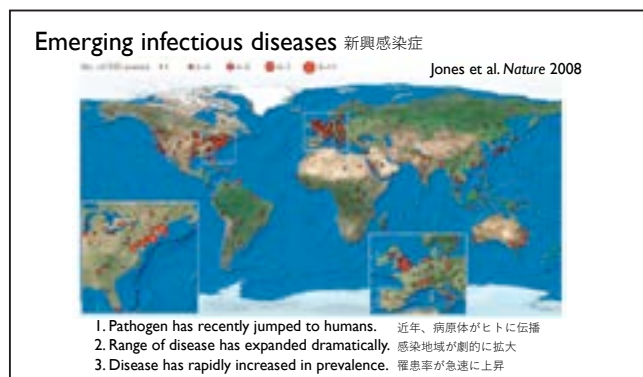 Emerging infectious diseases 新興感染症
Jones et al. Nature 2008
1. Pathogen has recently jumped to humans. 近年、病原体がヒトに伝播
2. Range of disease has expanded dramatically. 感染地域が劇的に拡大
3. Disease has rapidly increased in prevalence. 罹患率が急速に上昇